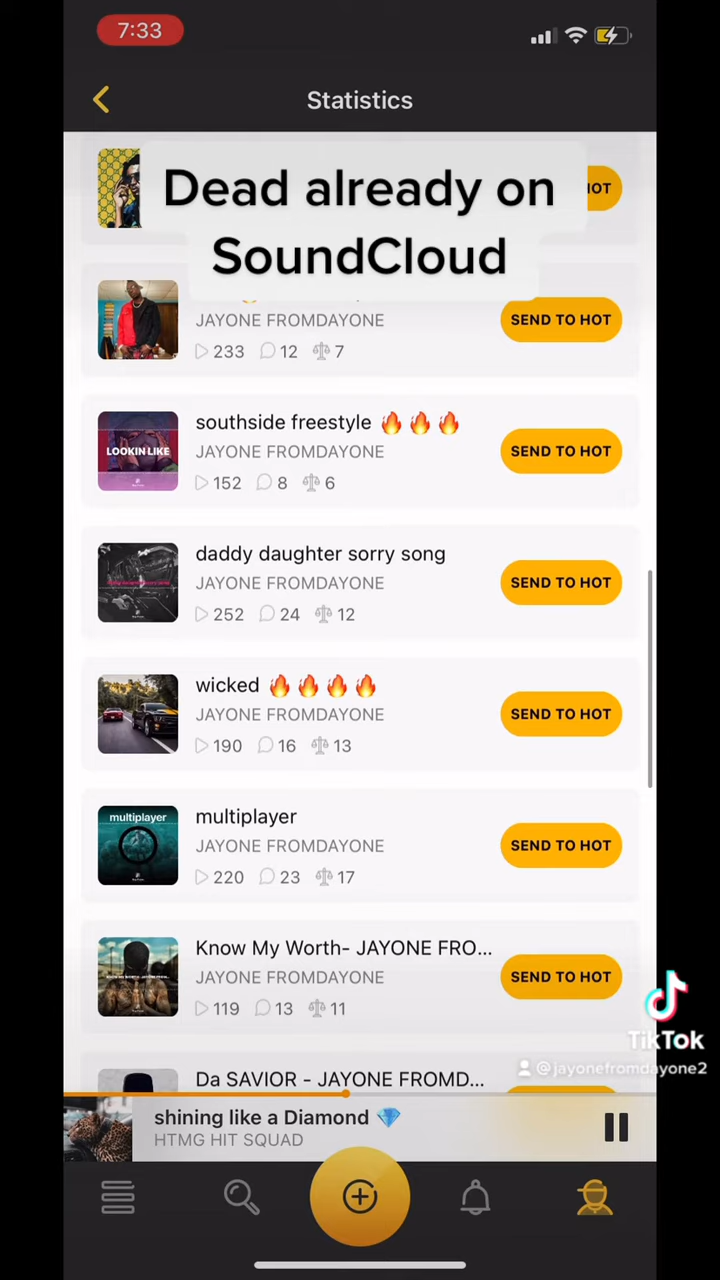 7:33
Statistics
Dead already on
SoundCloud
JAYONE FROMDAYONE
233 12 7
SEND TO HOT
LOOKIN LIKE
southside freestyle 🔥🔥🔥
JAYONE FROMDAYONE
152 8 6
SEND TO HOT
daddy daughter sorry song
JAYONE FROMDAYONE
252 24 12
SEND TO HOT
wicked 🔥🔥🔥🔥
JAYONE FROMDAYONE
190 16 13
SEND TO HOT
multiplayer
multiplayer
JAYONE FROMDAYONE
220 23 17
SEND TO HOT
Know My Worth- JAYONE FRO...
JAYONE FROMDAYONE
119 13 11
SEND TO HOT
TikTok
@jayonefromdayone2
Da SAVIOR - JAYONE FROMD...
shining like a Diamond 💎
HTMG HIT SQUAD